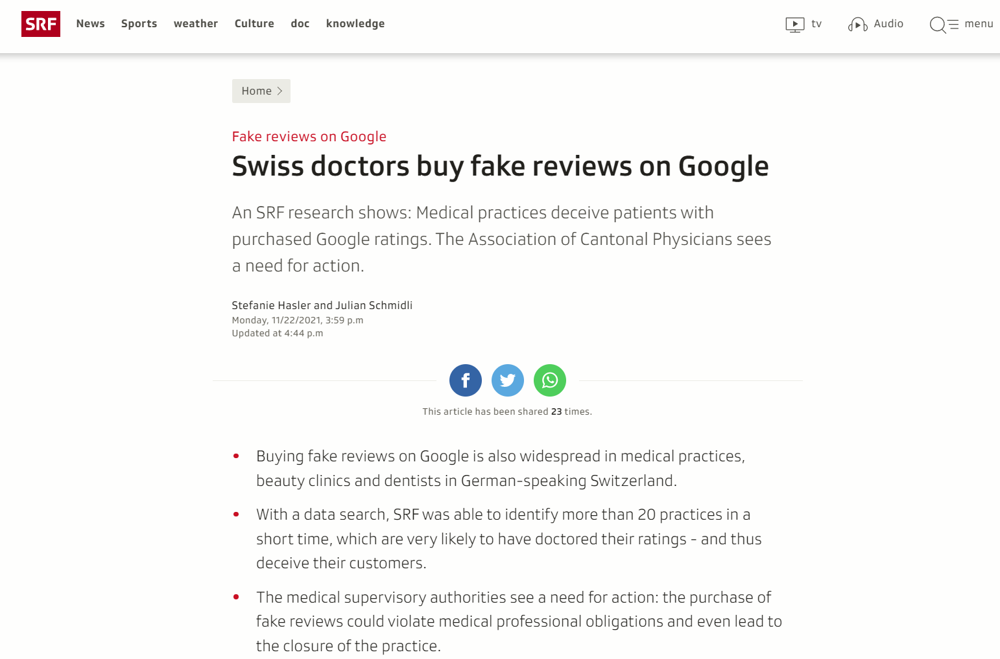 SRF News Sports weather Culture doc knowledge tv Audio menu
Home
Fake reviews on Google
Swiss doctors buy fake reviews on Google
An SRF research shows: Medical practices deceive patients with
purchased Google ratings. The Association of Cantonal Physicians sees
a need for action.
Stefanie Hasler and Julian Schmidli
Monday, 11/22/2021, 3:59 p.m
Updated at 4:44 p.m
This article has been shared 23 times.
Buying fake reviews on Google is also widespread in medical practices,
beauty clinics and dentists in German-speaking Switzerland.
With a data search, SRF was able to identify more than 20 practices in a
short time, which are very likely to have doctored their ratings - and thus
deceive their customers.
The medical supervisory authorities see a need for action: the purchase of
fake reviews could violate medical professional obligations and even lead to
the closure of the practice.